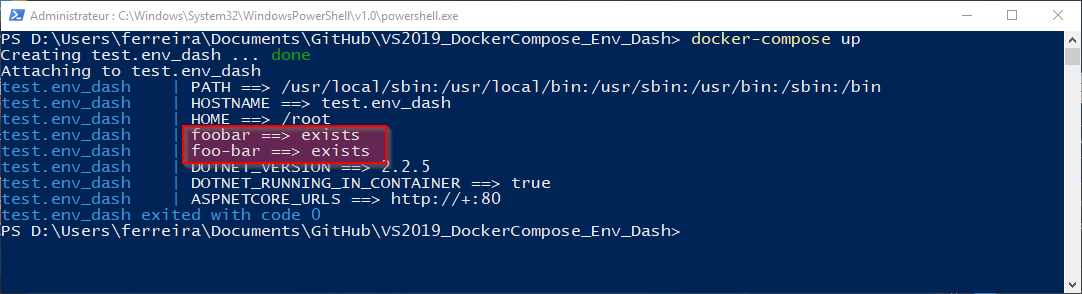 Administrateur : C:\Windows\System32\WindowsPowerShell\v1.0\powershell.exe
PS D:\Users\ferreira\Documents\GitHub\VS2019_DockerCompose_Env_Dash> docker-compose up
Creating test.env_dash ... done
Attaching to test.env_dash
test.env_dash    | PATH ==> /usr/local/sbin:/usr/local/bin:/usr/sbin:/usr/bin:/sbin:/bin
test.env_dash    | HOSTNAME ==> test.env_dash
test.env_dash    | HOME ==> /root
test.env_dash    | foobar ==> exists
test.env_dash    | foo-bar ==> exists
test.env_dash    | DOTNET_VERSION ==> 2.2.5
test.env_dash    | DOTNET_RUNNING_IN_CONTAINER ==> true
test.env_dash    | ASPNETCORE_URLS ==> http://+:80
test.env_dash exited with code 0
PS D:\Users\ferreira\Documents\GitHub\VS2019_DockerCompose_Env_Dash>